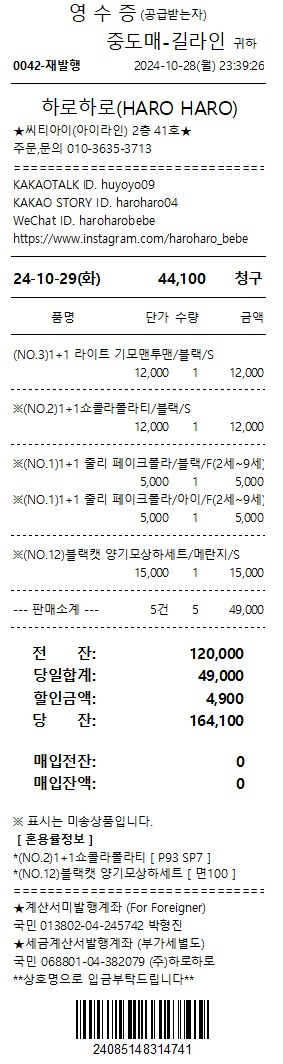 영 수 증 (공급받는자)
중도매-길라인 귀하
0042-재발행 2024-10-28(월) 23:39:26
하로하로(HARO HARO)
★씨티아이(아이라인) 2층 41호★
주문,문의 010-3635-3713
KAKAOTALK ID. huyoyo09
KAKAO STORY ID. haroharo04
WeChat ID. haroharobebe
https://www.instagram.com/haroharo_bebe
24-10-29(화) 44,100 청구
품명 단가 수량 금액
(NO.3)1+1 라이트 기모맨투맨/블랙/S
12,000 1 12,000
※(NO.2)1+1쇼콜라폴라티/블랙/S
12,000 1 12,000
※(NO.1)1+1 줄리 페이크폴라/블랙/F(2세~9세)
5,000 1 5,000
※(NO.1)1+1 줄리 페이크폴라/아이/F(2세~9세)
5,000 1 5,000
※(NO.12)블랙캣 양기모상하세트/메란지/S
15,000 1 15,000
--- 판매소계 --- 5건 5 49,000
전 잔: 120,000
당일합계: 49,000
할인금액: 4,900
당 잔: 164,100
매입전잔: 0
매입잔액: 0
※ 표시는 미송상품입니다.
[ 혼용률정보 ]
*(NO.2)1+1쇼콜라폴라티 [ P93 SP7 ]
*(NO.12)블랙캣 양기모상하세트 [ 면100 ]
★계산서미발행계좌 (For Foreigner)
국민 013802-04-245742 박형진
★세금계산서발행계좌 (부가세별도)
국민 068801-04-382079 (주)하로하로
**상호명으로 입금부탁드립니다**
24085148314741